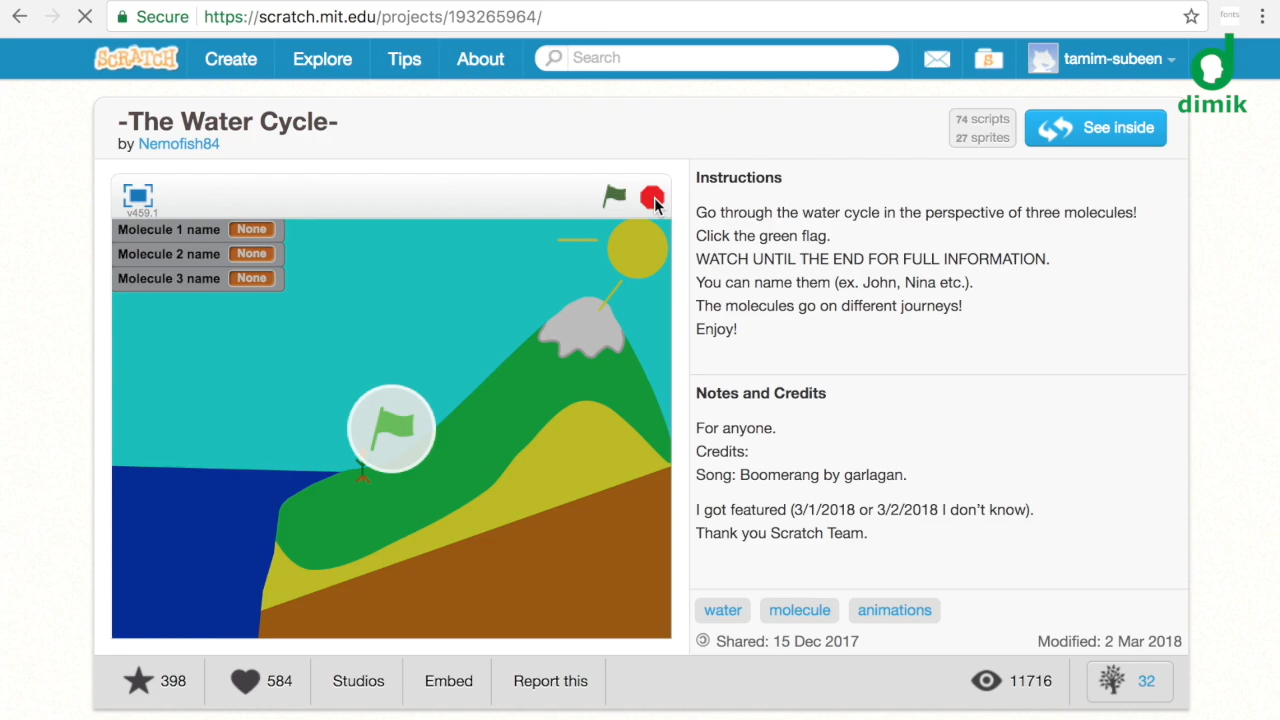 Secure https://scratch.mit.edu/projects/193265964/
fonts
SCRATCH Create Explore Tips About Search tamim-subeen
dimik
-The Water Cycle-
by Nemofish84
74 scripts
27 sprites
See inside
v459.1
Molecule 1 name None
Molecule 2 name None
Molecule 3 name None
Instructions
Go through the water cycle in the perspective of three molecules!
Click the green flag.
WATCH UNTIL THE END FOR FULL INFORMATION.
You can name them (ex. John, Nina etc.).
The molecules go on different journeys!
Enjoy!
Notes and Credits
For anyone.
Credits:
Song: Boomerang by garlagan.
I got featured (3/1/2018 or 3/2/2018 I don't know).
Thank you Scratch Team.
water molecule animations
Shared: 15 Dec 2017 Modified: 2 Mar 2018
398 584 Studios Embed Report this 11716 32